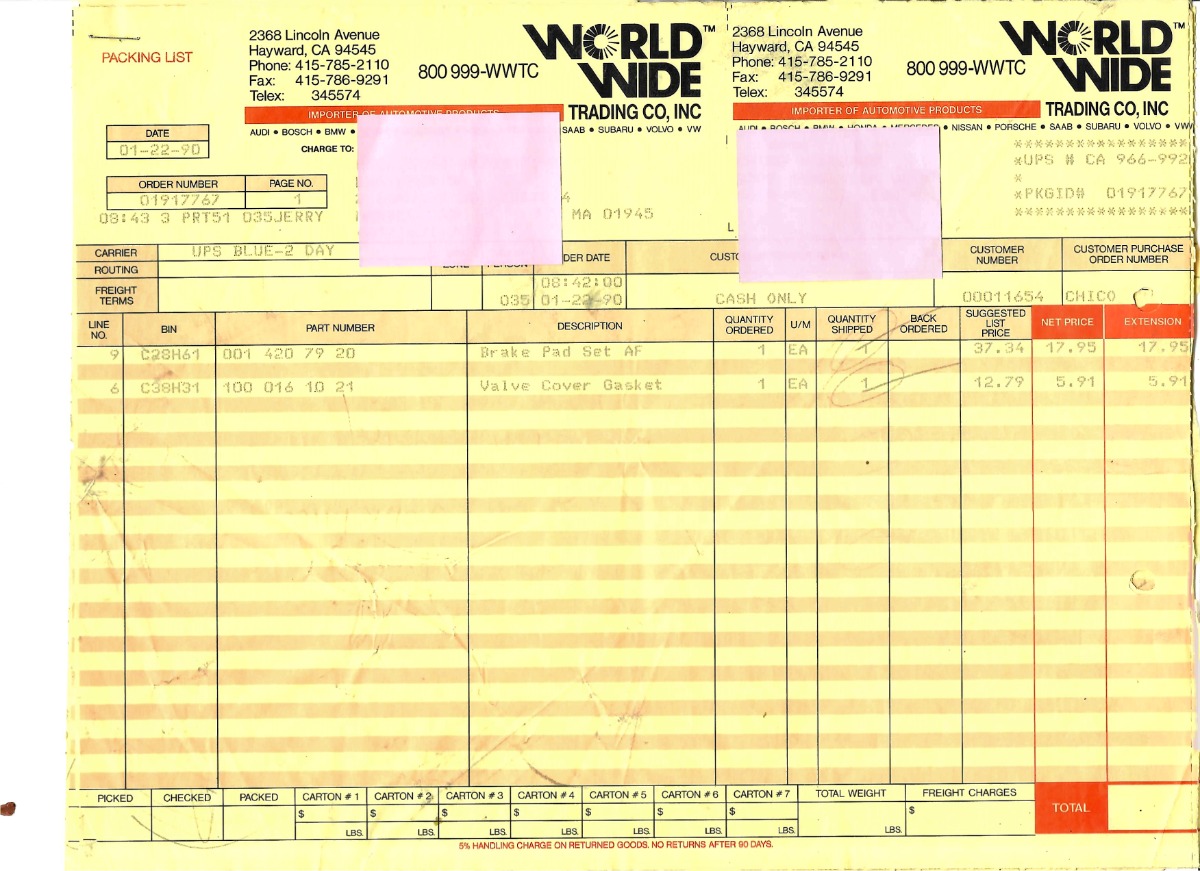 PACKING LIST
2368 Lincoln Avenue
Hayward, CA 94545
Phone: 415-785-2110
Fax: 415-786-9291
Telex: 345574
800 999-WWTC
WORLD WIDE™
TRADING CO, INC
IMPORTER OF AUTOMOTIVE PRODUCTS
AUDI • BOSCH • BMW •
SAAB • SUBARU • VOLVO • VW
2368 Lincoln Avenue
Hayward, CA 94545
Phone: 415-785-2110
Fax: 415-786-9291
Telex: 345574
800 999-WWTC
WORLD WIDE™
TRADING CO, INC
IMPORTER OF AUTOMOTIVE PRODUCTS
AUDI • BOSCH • BMW • HONDA • MERCEDES • NISSAN • PORSCHE • SAAB • SUBARU • VOLVO • VW
DATE
01-22-90
CHARGE TO:
ORDER NUMBER PAGE NO.
01917767 1
08:43 3 PRT51 035JERRY
MA 01945
*********************
*UPS # CA 966-992
*
*PKGID# 01917767
*********************
CARRIER UPS BLUE-2 DAY
ROUTING
FREIGHT TERMS
DER DATE
08:42:00
035 01-22-90
CASH ONLY
CUSTOMER NUMBER
00011654
CUSTOMER PURCHASE ORDER NUMBER
CHICO
LINE NO. BIN PART NUMBER DESCRIPTION QUANTITY ORDERED U/M QUANTITY SHIPPED BACK ORDERED SUGGESTED LIST PRICE NET PRICE EXTENSION
9 C28H61 001 420 79 20 Brake Pad Set AF 1 EA 1 37.34 17.95 17.95
6 C38H31 100 016 10 21 Valve Cover Gasket 1 EA 1 12.79 5.91 5.91
PICKED CHECKED PACKED CARTON # 1 CARTON # 2 CARTON # 3 CARTON # 4 CARTON # 5 CARTON # 6 CARTON # 7 TOTAL WEIGHT FREIGHT CHARGES TOTAL
$ $ $ $ $ $ $ $
LBS. LBS. LBS. LBS. LBS. LBS. LBS. LBS.
5% HANDLING CHARGE ON RETURNED GOODS. NO RETURNS AFTER 90 DAYS.